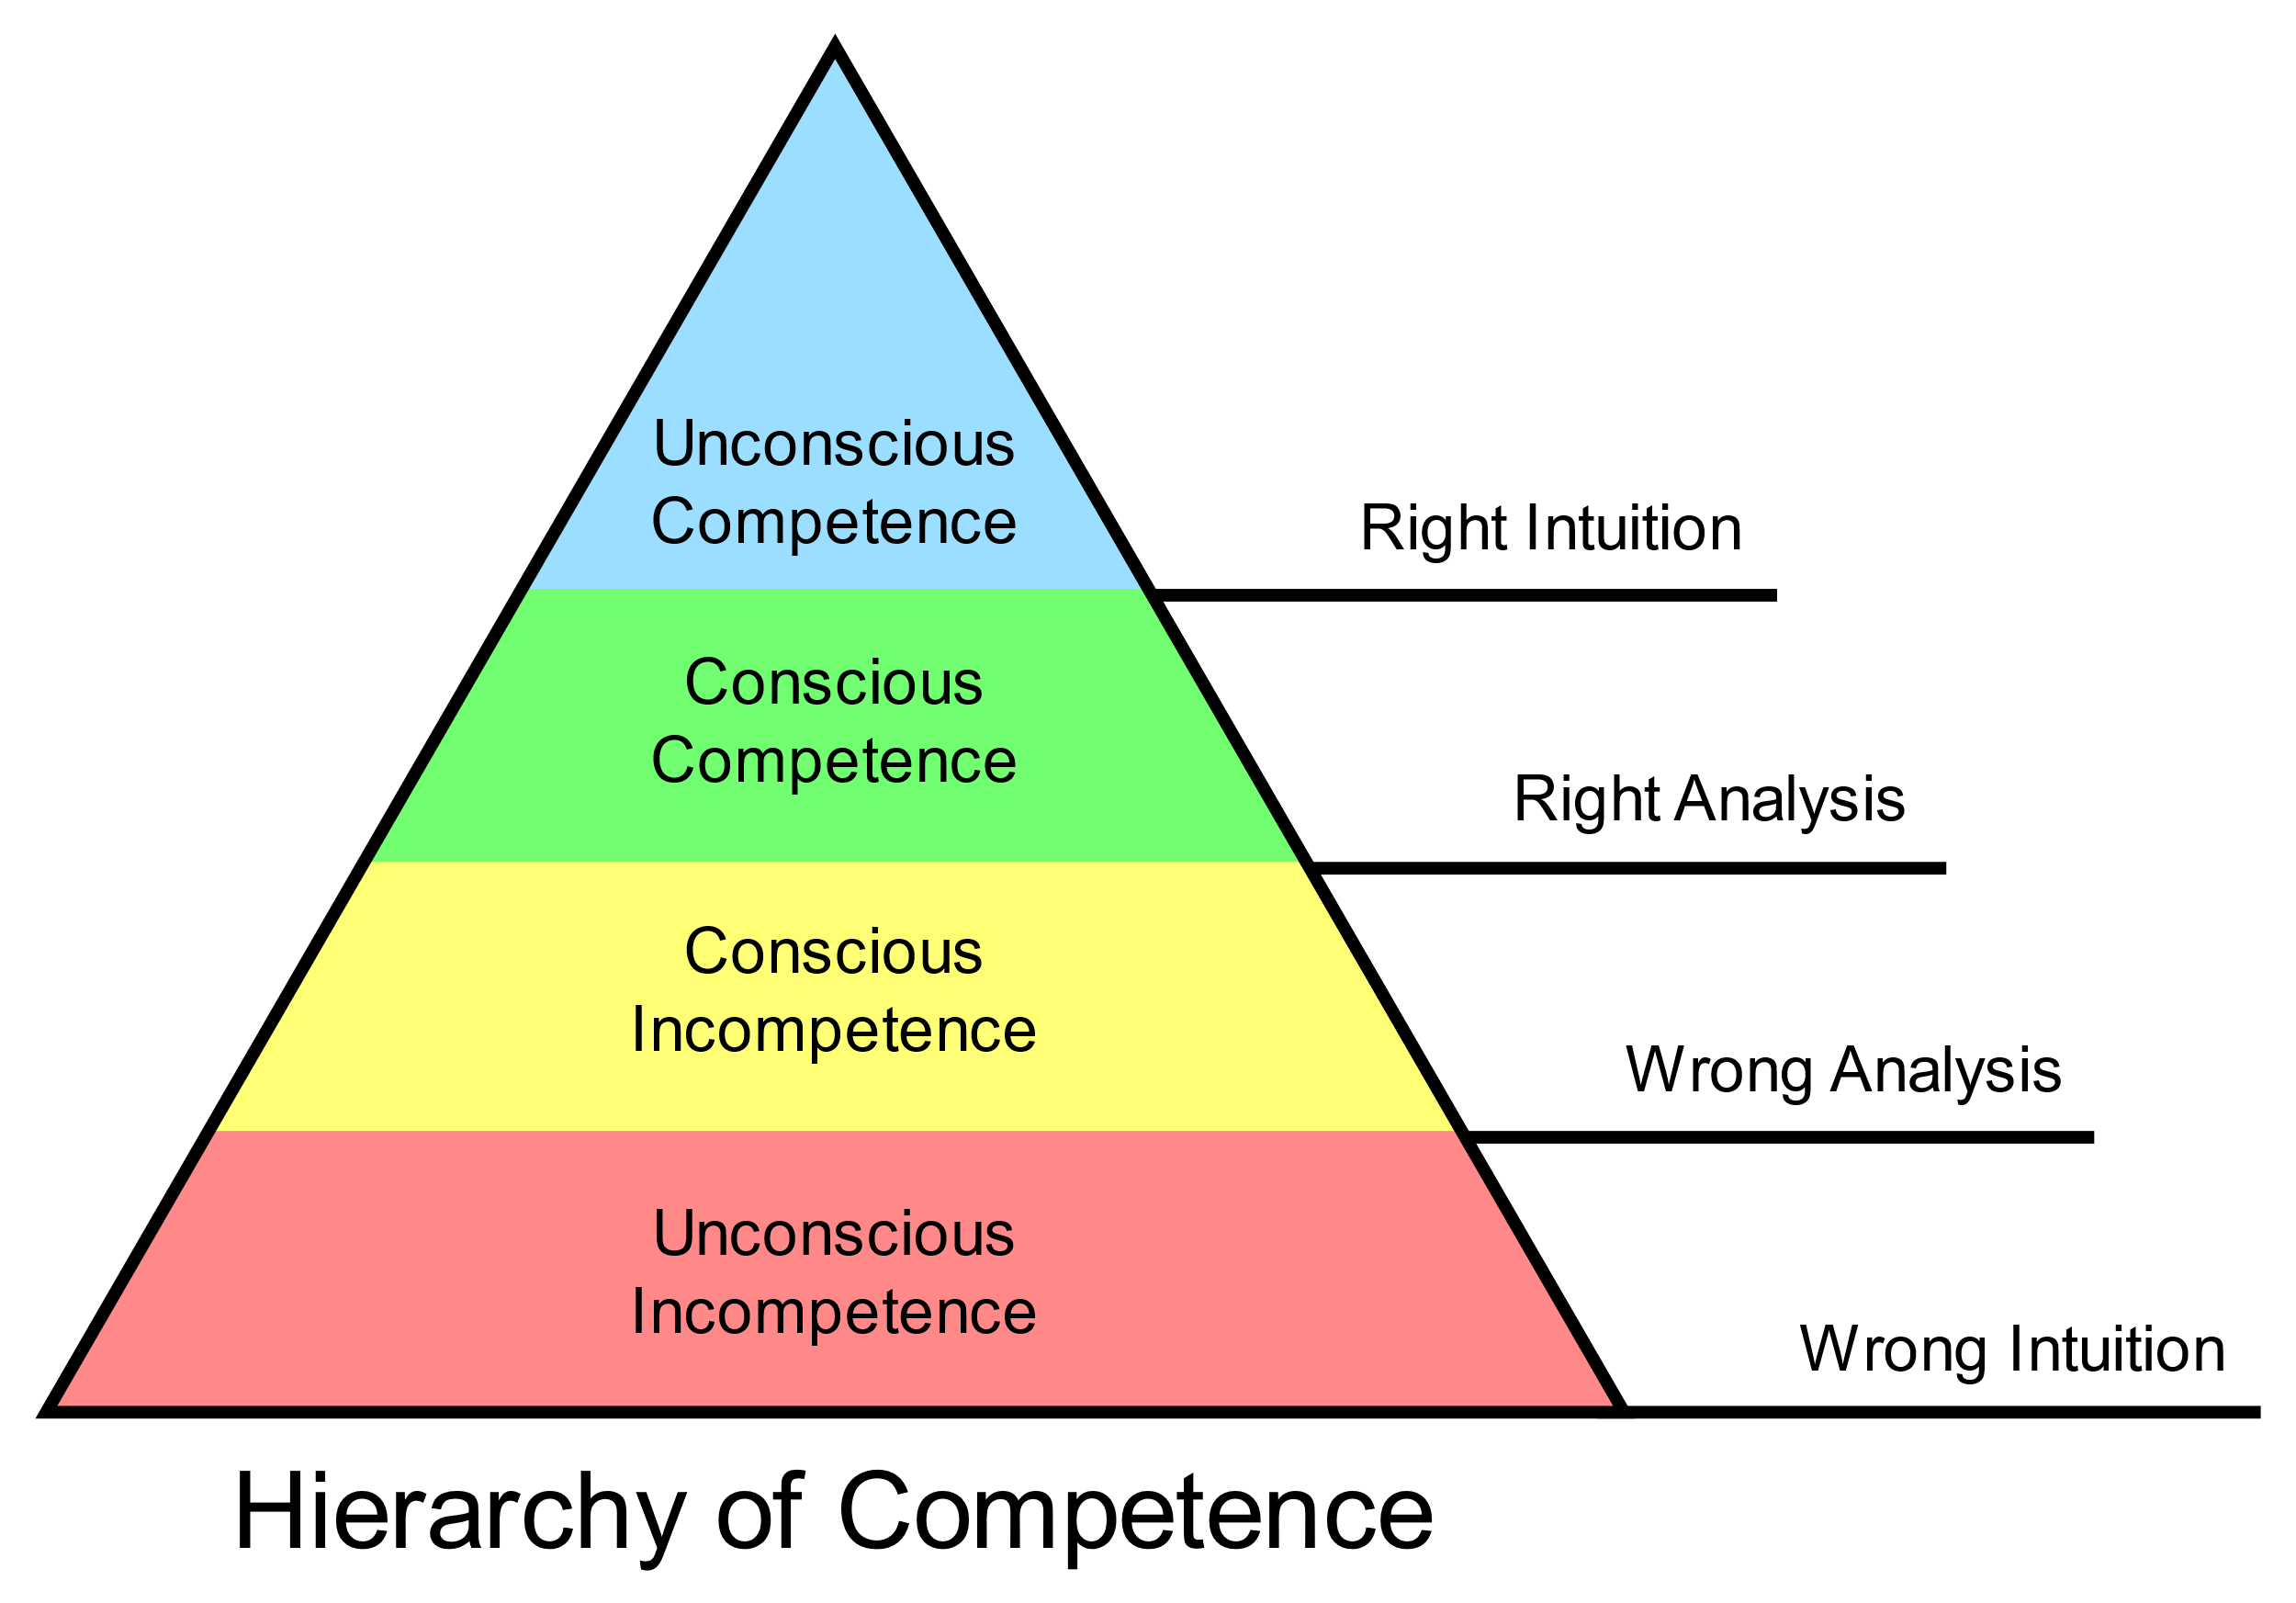 Unconscious
Competence
Right Intuition
Conscious
Competence
Right Analysis
Conscious
Incompetence
Wrong Analysis
Unconscious
Incompetence
Wrong Intuition
Hierarchy of Competence